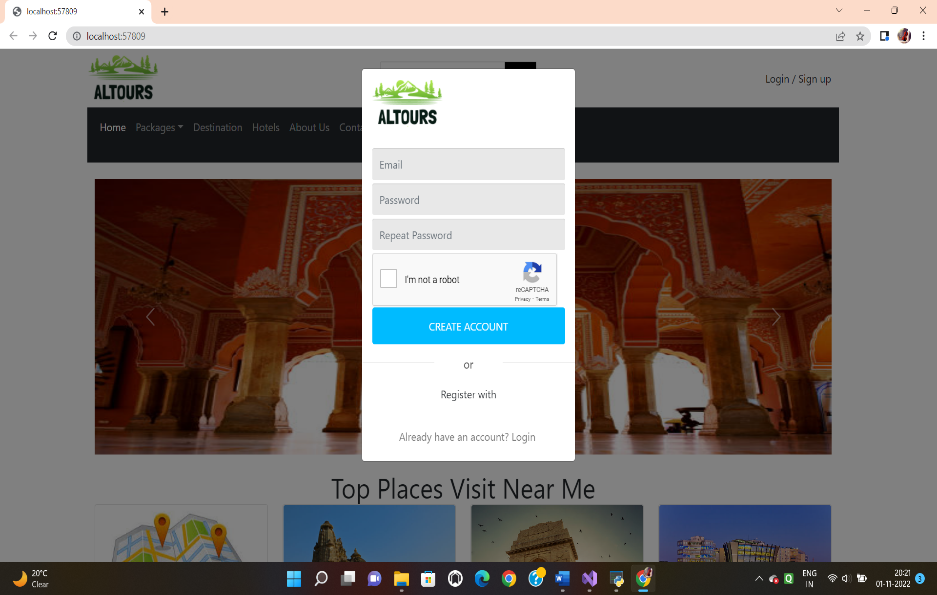 localhost:57809
localhost:57809
ALTOURS
Login / Sign up
Home Packages Destination Hotels About Us Conta
ALTOURS
Email
Password
Repeat Password
I'm not a robot
reCAPTCHA
Privacy - Terms
CREATE ACCOUNT
or
Register with
Already have an account? Login
Top Places Visit Near Me
20°C
Clear
ENG
IN
20:21
01-11-2022
3